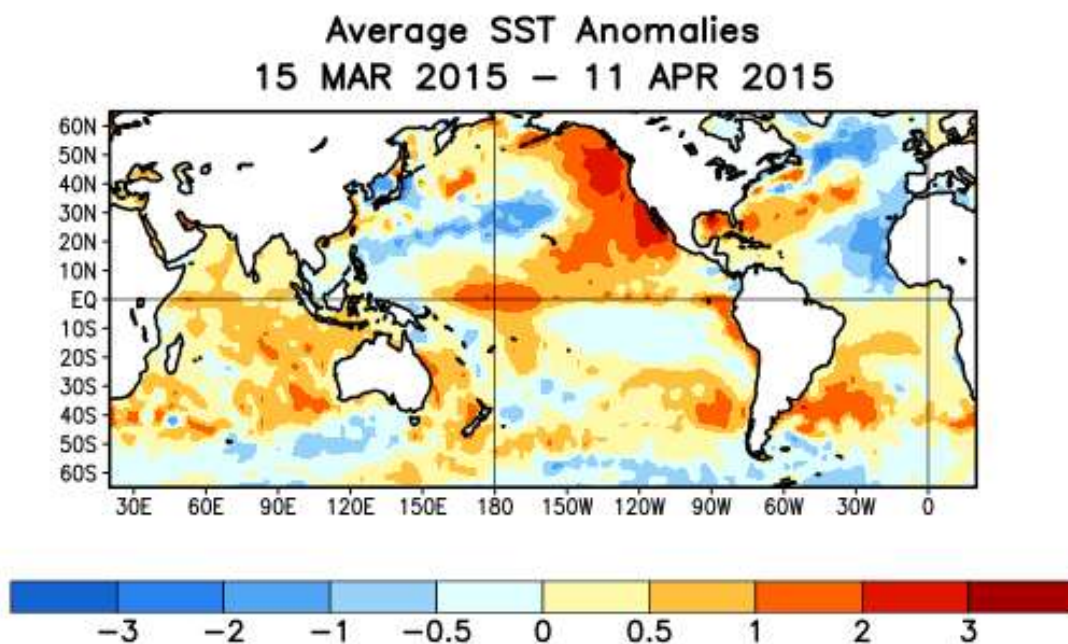 Average SST Anomalies
15 MAR 2015 – 11 APR 2015
60N
50N
40N
30N
20N
10N
EQ
10S
20S
30S
40S
50S
60S
30E 60E 90E 120E 150E 180 150W 120W 90W 60W 30W 0
-3 -2 -1 -0.5 0 0.5 1 2 3